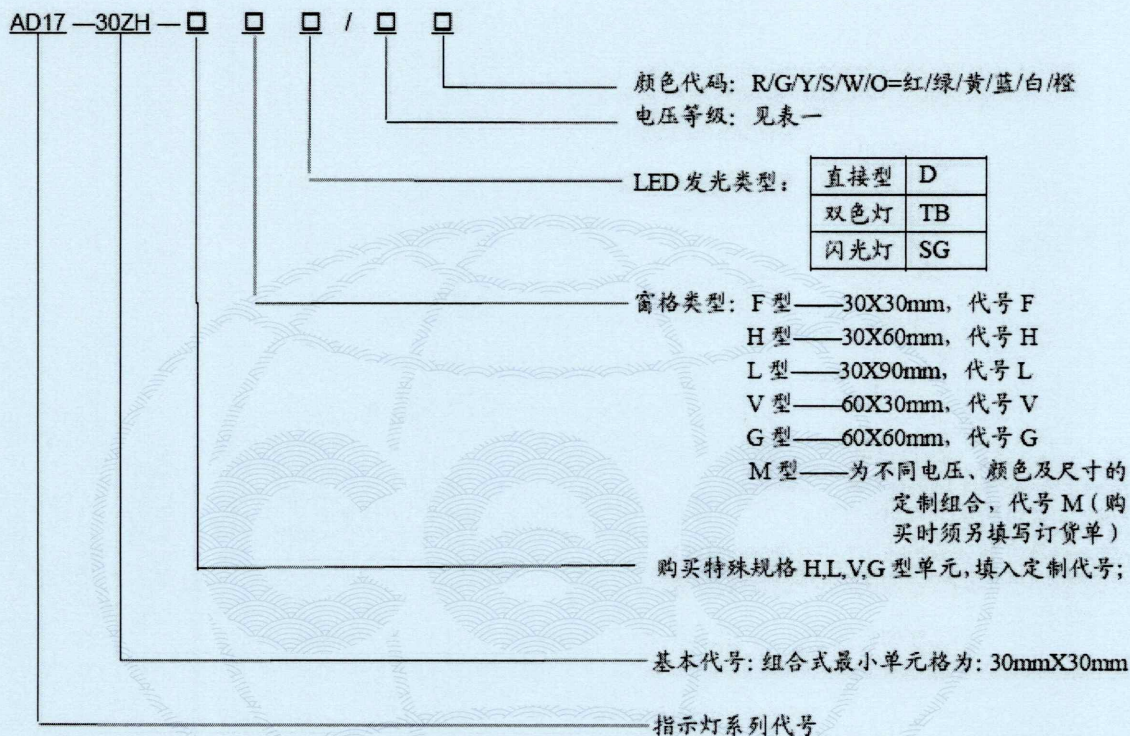 AD17—30ZH—□ □ □ / □ □
颜色代码：R/G/Y/S/W/O=红/绿/黄/蓝/白/橙
电压等级：见表一
LED发光类型：
直接型 D
双色灯 TB
闪光灯 SG
窗格类型：F型——30X30mm，代号F
H型——30X60mm，代号H
L型——30X90mm，代号L
V型——60X30mm，代号V
G型——60X60mm，代号G
M型——为不同电压、颜色及尺寸的
定制组合，代号M（购
买时须另填写订货单）
购买特殊规格H,L,V,G型单元,填入定制代号;
基本代号:组合式最小单元格为: 30mmX30mm
指示灯系列代号